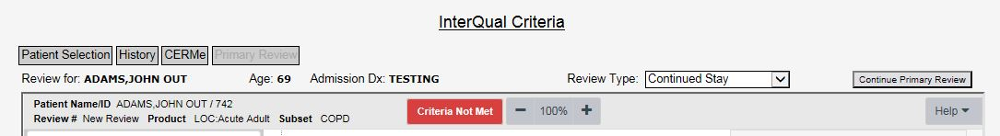 InterQual Criteria
Patient Selection History CERMe Primary Review
Review for: ADAMS,JOHN OUT Age: 69 Admission Dx: TESTING Review Type: Continued Stay Continue Primary Review
Patient Name/ID ADAMS,JOHN OUT / 742
Criteria Not Met − 100% + Help
Review # New Review Product LOC:Acute Adult Subset COPD